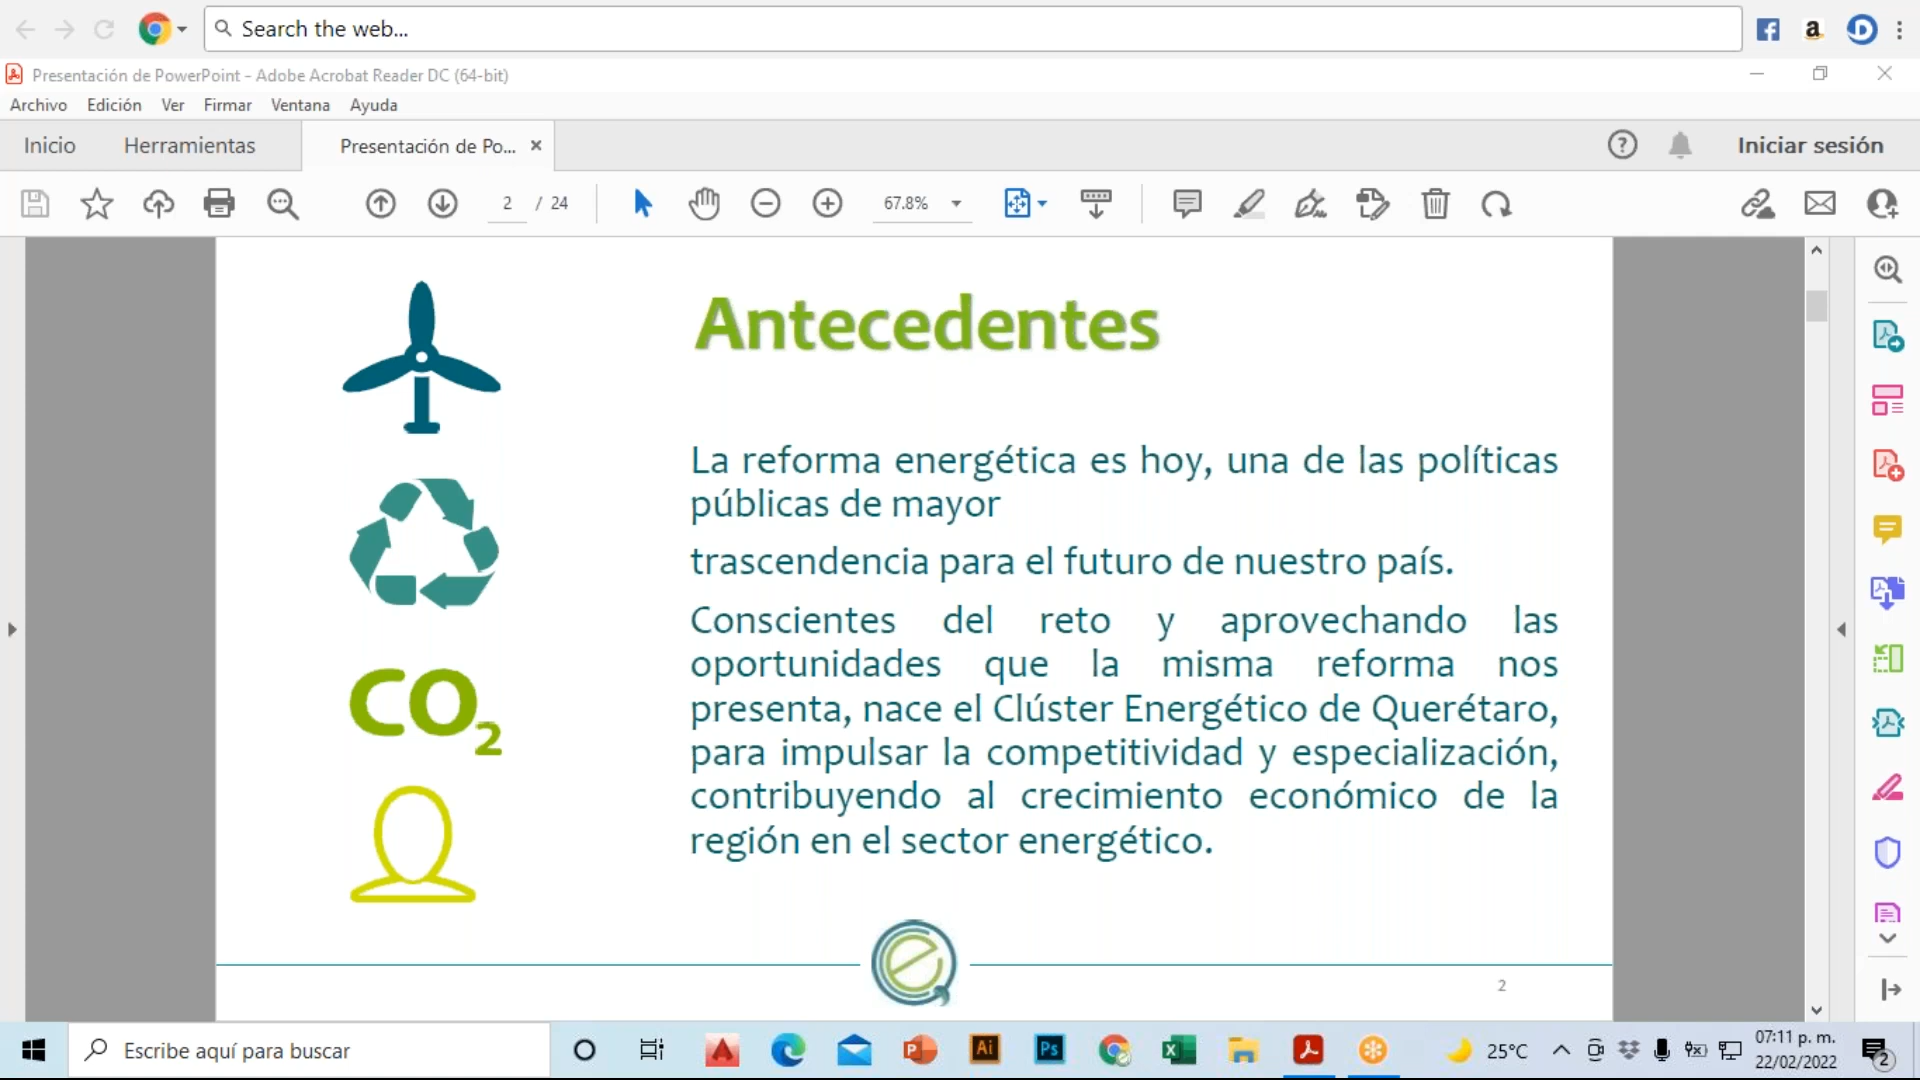 Search the web...
Presentación de PowerPoint - Adobe Acrobat Reader DC (64-bit)
Archivo Edición Ver Firmar Ventana Ayuda
Inicio Herramientas Presentación de Po... Iniciar sesión
2 / 24 67.8%
Antecedentes
La reforma energética es hoy, una de las políticas
públicas de mayor
trascendencia para el futuro de nuestro país.
Conscientes del reto y aprovechando las
oportunidades que la misma reforma nos
presenta, nace el Clúster Energético de Querétaro,
para impulsar la competitividad y especialización,
contribuyendo al crecimiento económico de la
región en el sector energético.
CO2
2
Escribe aquí para buscar
Ai Ps
25°C
07:11 p. m.
22/02/2022
2